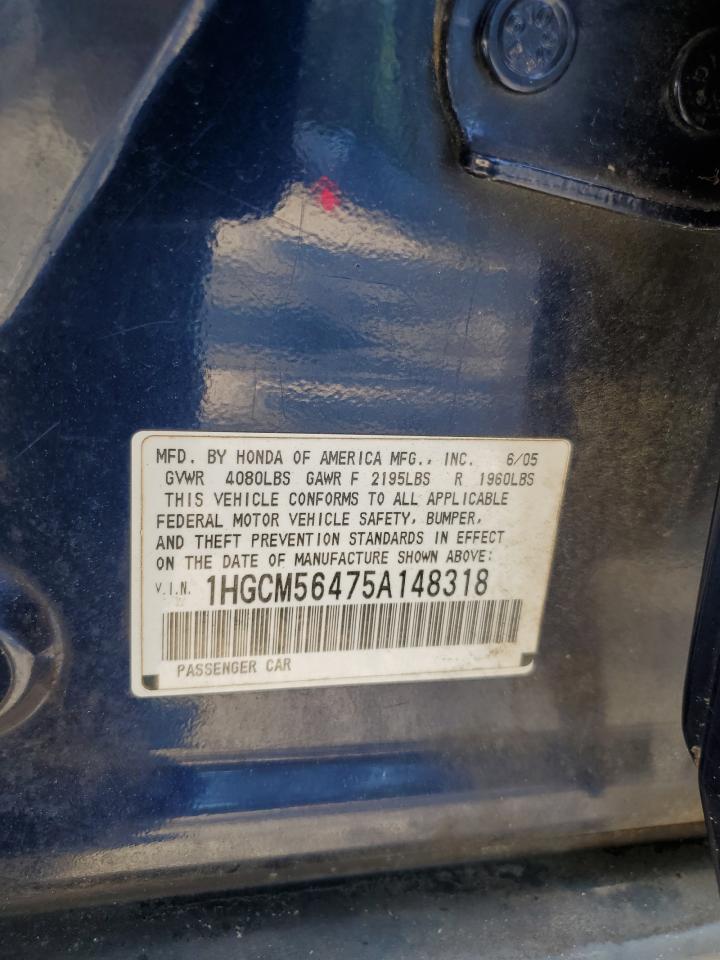 MFD. BY HONDA OF AMERICA MFG., INC. 6/05
GVWR 4080LBS GAWR F 2195LBS R 1960LBS
THIS VEHICLE CONFORMS TO ALL APPLICABLE
FEDERAL MOTOR VEHICLE SAFETY, BUMPER,
AND THEFT PREVENTION STANDARDS IN EFFECT
ON THE DATE OF MANUFACTURE SHOWN ABOVE:
V.I.N. 1HGCM56475A148318
PASSENGER CAR